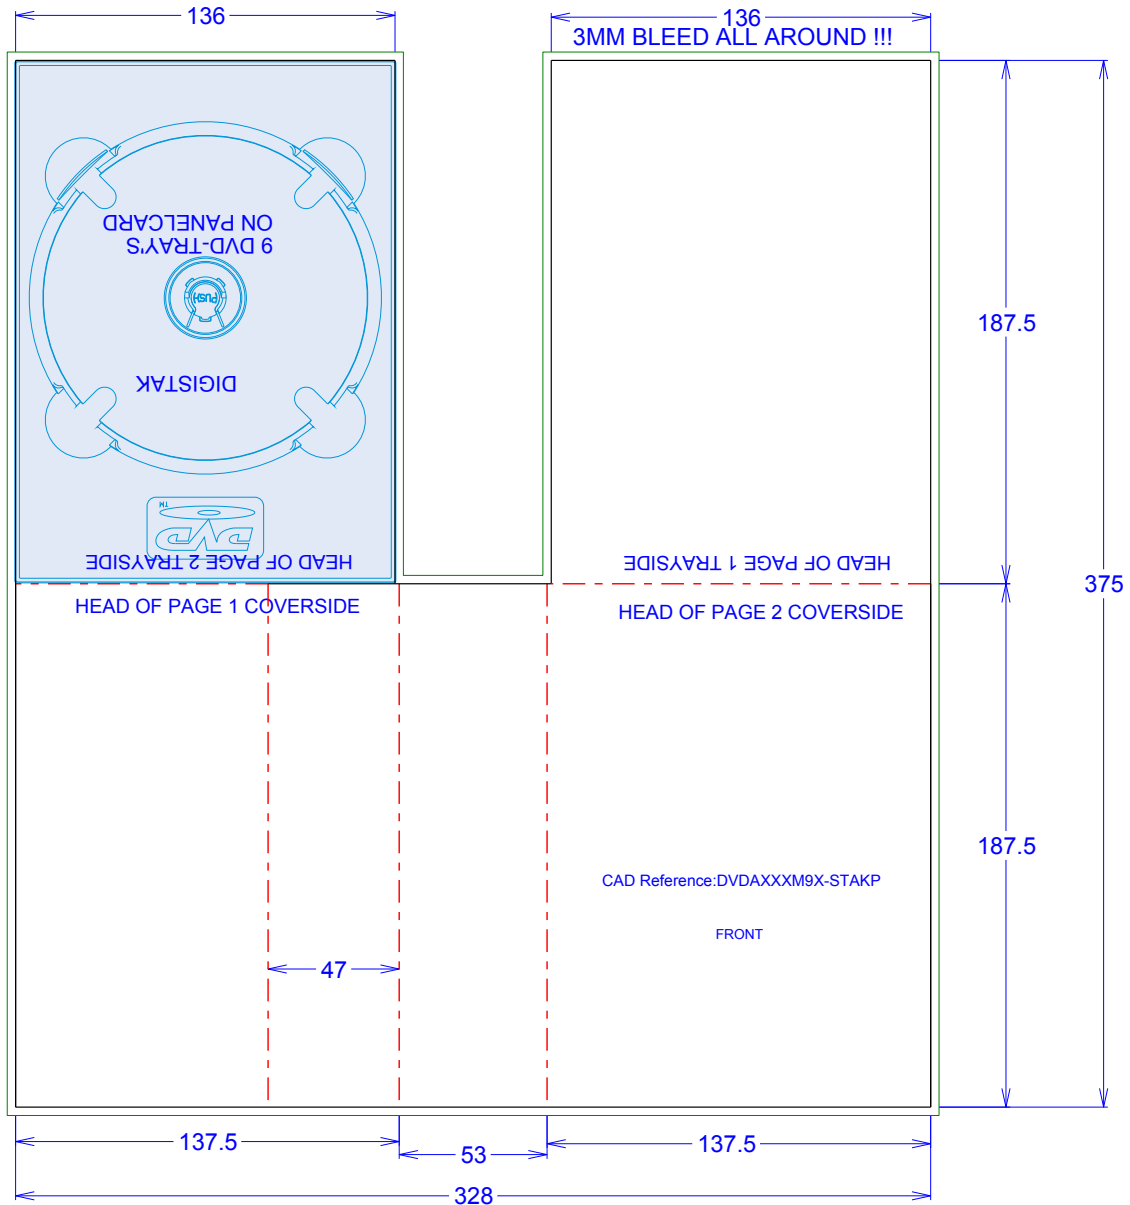 136
136
3MM BLEED ALL AROUND !!!
9 DVD-TRAY'S
ON PANELCARD
PUSH
187.5
DIGISTAK
TM
DVD
HEAD OF PAGE 2 TRAYSIDE
HEAD OF PAGE 1 TRAYSIDE
375
HEAD OF PAGE 1 COVERSIDE
HEAD OF PAGE 2 COVERSIDE
187.5
CAD Reference:DVDAXXXM9X-STAKP
FRONT
47
137.5
53
137.5
328